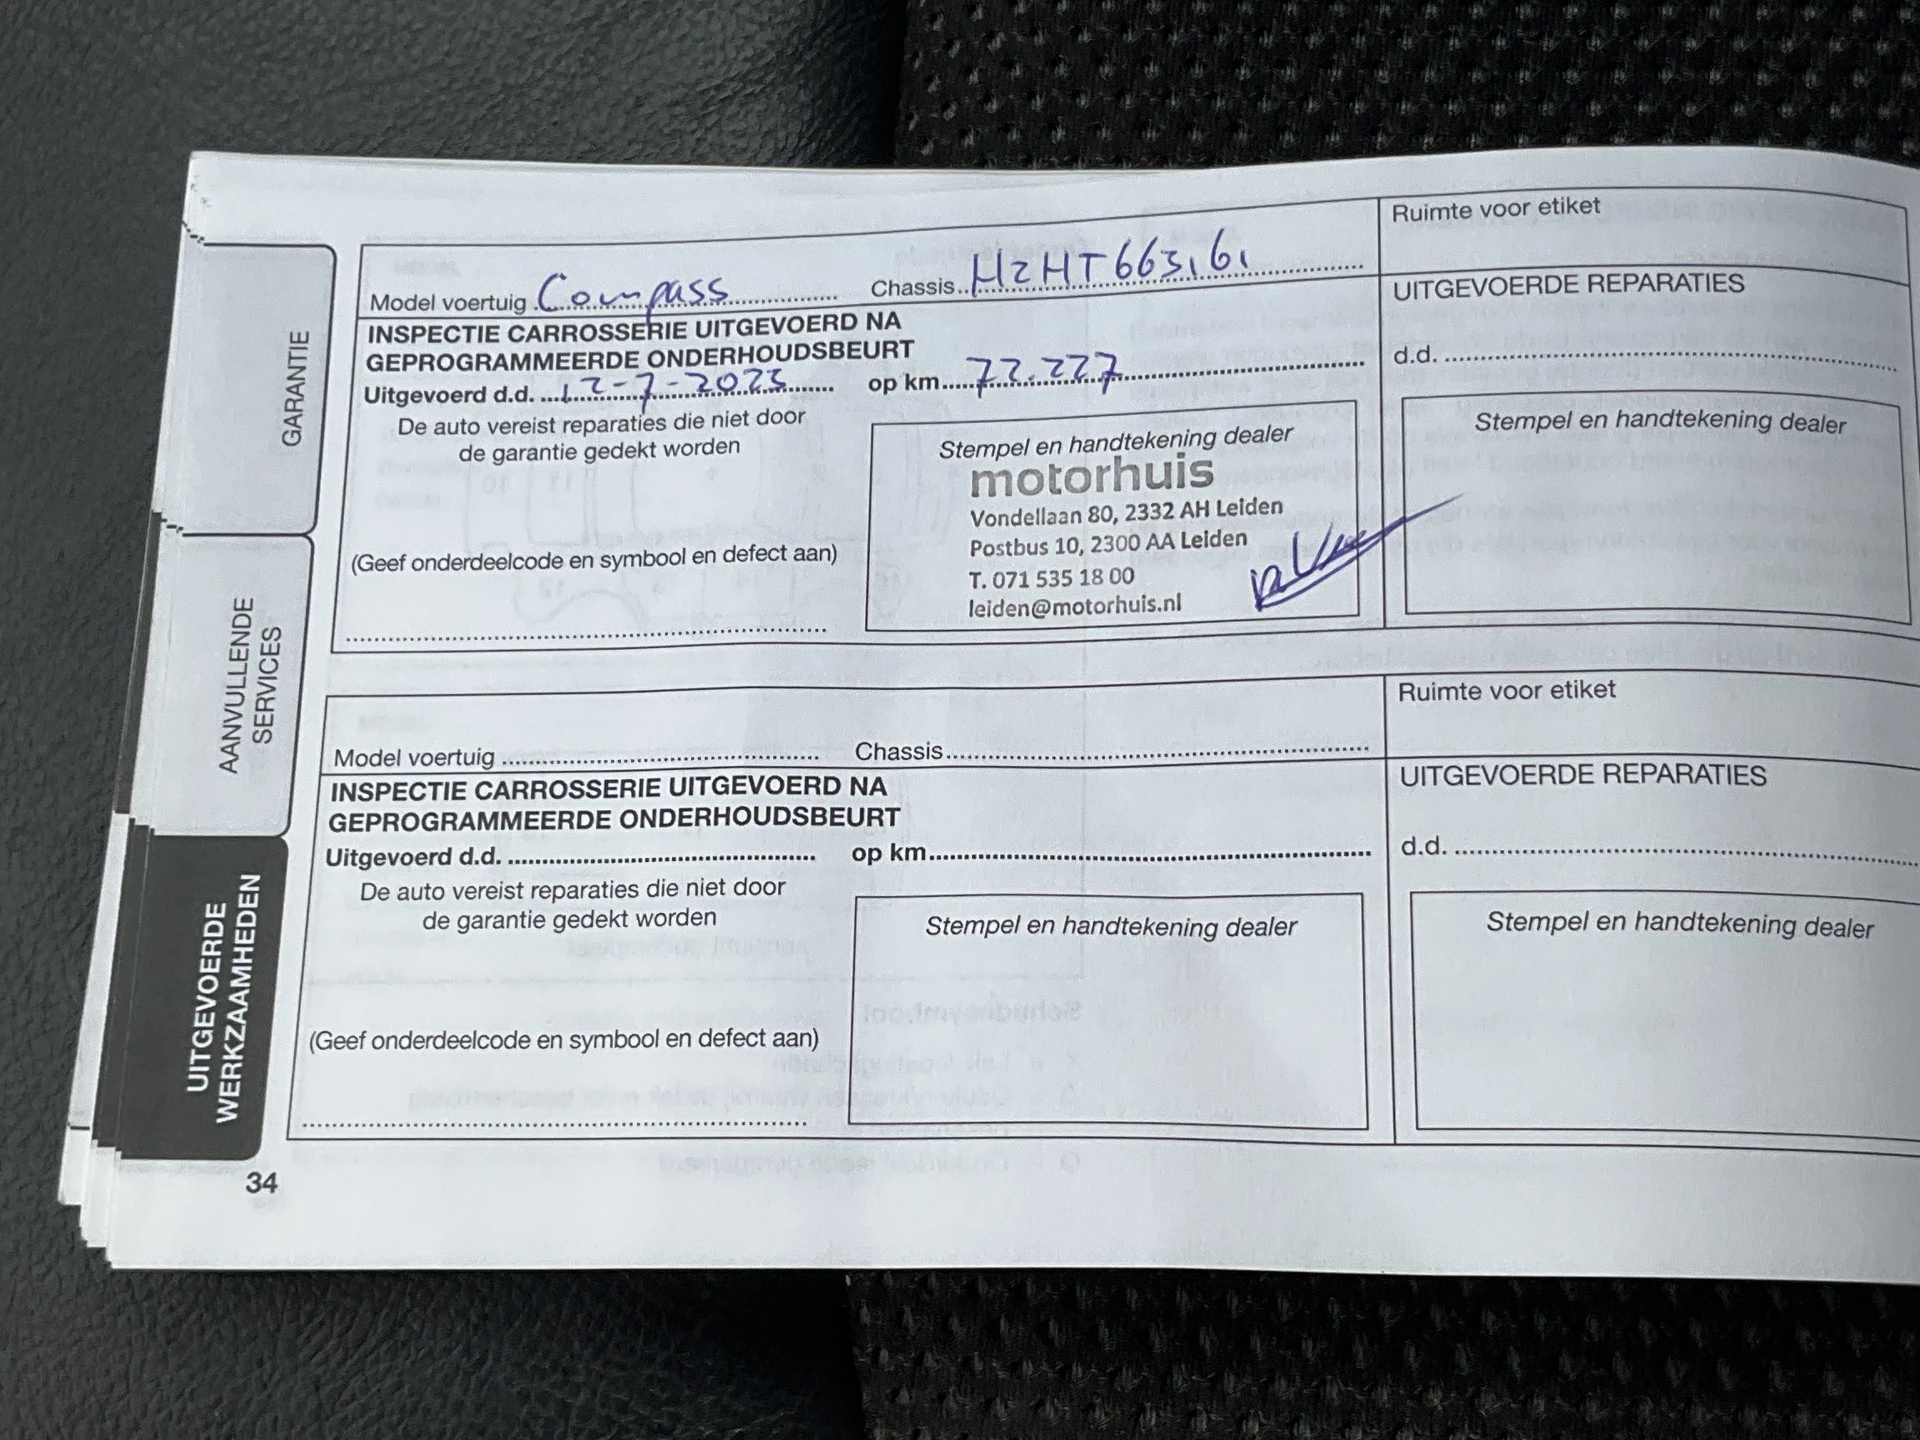 GARANTIE
AANVULLENDE
SERVICES
UITGEVOERDE
WERKZAAMHEDEN
Model voertuig Compass Chassis HzHT663161
INSPECTIE CARROSSERIE UITGEVOERD NA
GEPROGRAMMEERDE ONDERHOUDSBEURT
Uitgevoerd d.d. 12-7-2023 op km 72.227
De auto vereist reparaties die niet door
de garantie gedekt worden
(Geef onderdeelcode en symbool en defect aan)
Stempel en handtekening dealer
motorhuis
Vondellaan 80, 2332 AH Leiden
Postbus 10, 2300 AA Leiden
T. 071 535 18 00
leiden@motorhuis.nl
Ruimte voor etiket
UITGEVOERDE REPARATIES
d.d.
Stempel en handtekening dealer
Model voertuig Chassis
INSPECTIE CARROSSERIE UITGEVOERD NA
GEPROGRAMMEERDE ONDERHOUDSBEURT
Uitgevoerd d.d. op km
De auto vereist reparaties die niet door
de garantie gedekt worden
(Geef onderdeelcode en symbool en defect aan)
Stempel en handtekening dealer
Ruimte voor etiket
UITGEVOERDE REPARATIES
d.d.
Stempel en handtekening dealer
34